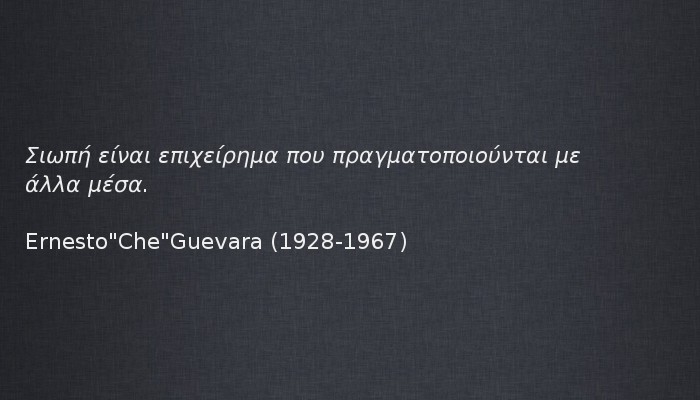 Σιωπή είναι επιχείρημα που πραγματοποιούνται με
άλλα μέσα.
Ernesto"Che"Guevara (1928-1967)